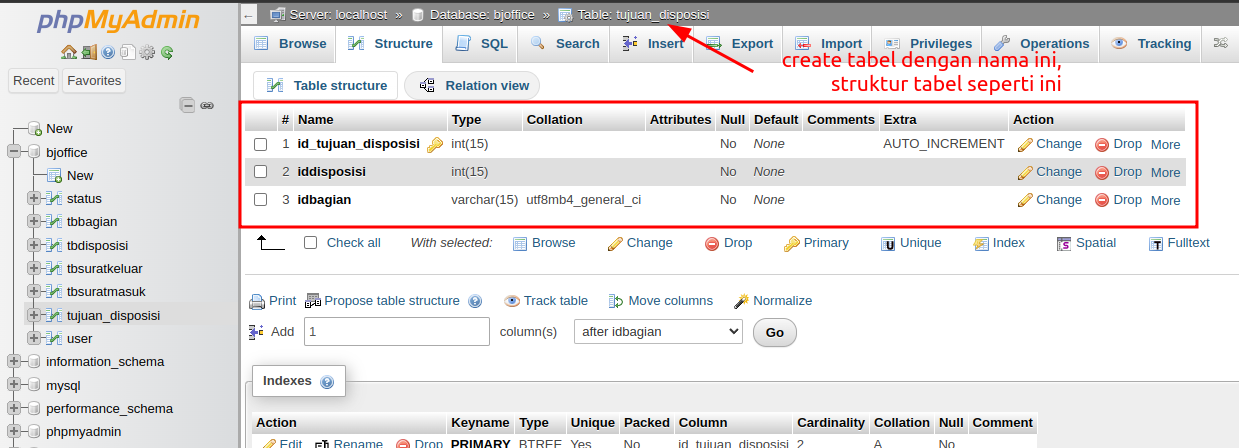 phpMyAdmin
← Server: localhost » Database: bjoffice » Table: tujuan_disposisi
Browse Structure SQL Search Insert Export Import Privileges Operations Tracking
create tabel dengan nama ini,
struktur tabel seperti ini
Recent Favorites
Table structure Relation view
# Name Type Collation Attributes Null Default Comments Extra Action
1 id_tujuan_disposisi int(15) No None AUTO_INCREMENT Change Drop More
2 iddisposisi int(15) No None Change Drop More
3 idbagian varchar(15) utf8mb4_general_ci No None Change Drop More
New
bjoffice
New
status
tbbagian
tbdisposisi
tbsuratkeluar
tbsuratmasuk
tujuan_disposisi
user
information_schema
mysql
performance_schema
phpmyadmin
Check all With selected: Browse Change Drop Primary Unique Index Spatial Fulltext
Print Propose table structure Track table Move columns Normalize
Add 1 column(s) after idbagian Go
Indexes
Action Keyname Type Unique Packed Column Cardinality Collation Null Comment
Edit Rename Drop PRIMARY BTREE Yes No id_tujuan_disposisi 2 A No